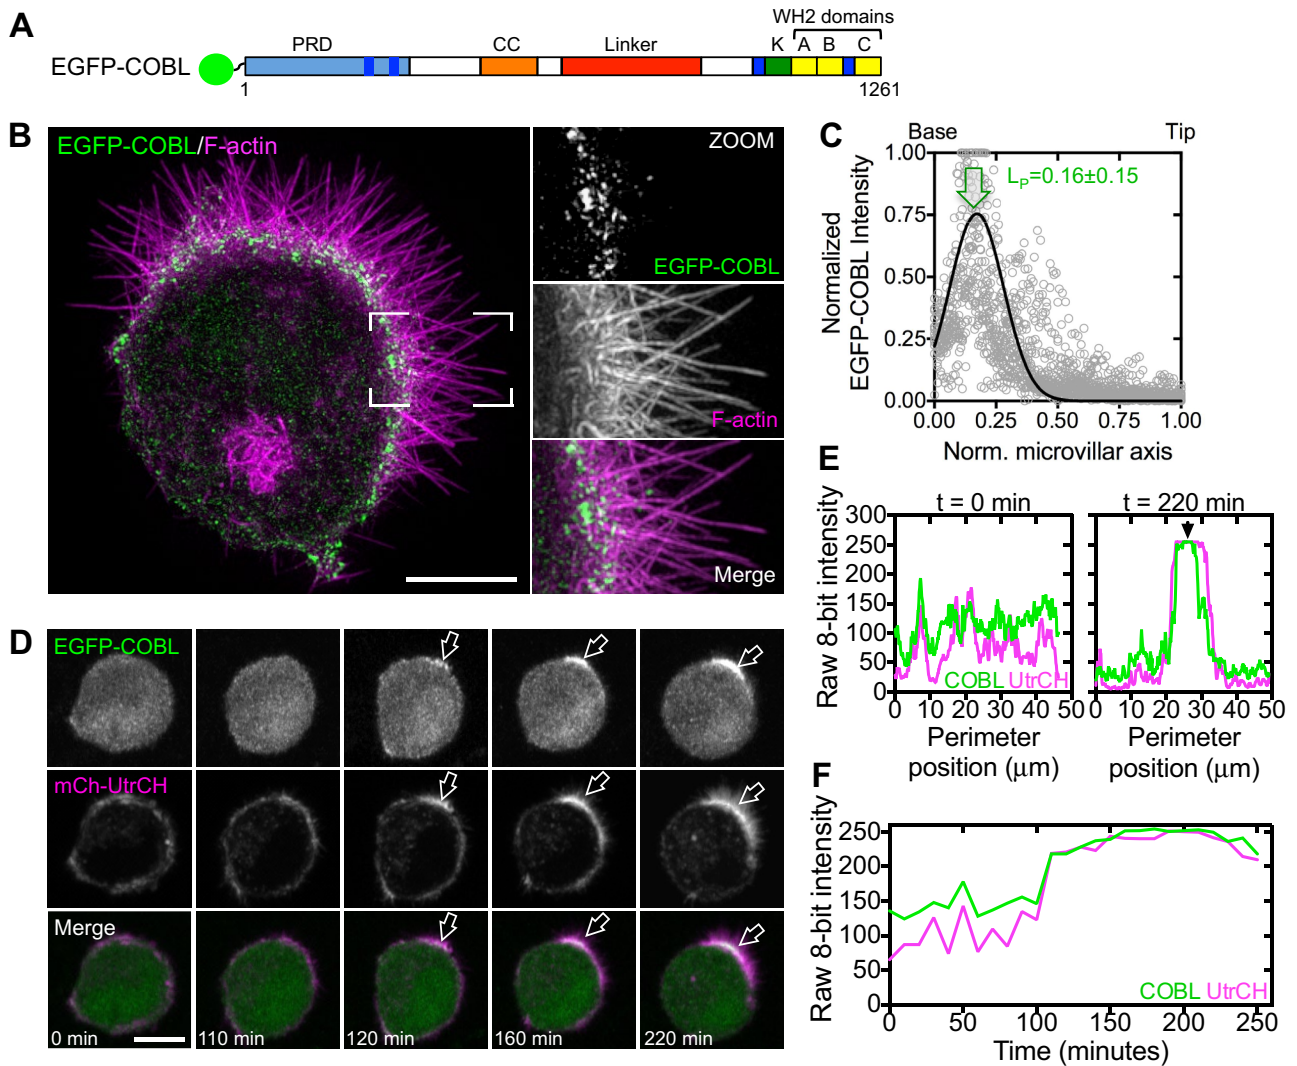 A
WH2 domains
PRD CC Linker K A B C
EGFP-COBL
1 1261
B
EGFP-COBL/F-actin
ZOOM
EGFP-COBL
F-actin
Merge
C
Base Tip
Normalized
EGFP-COBL Intensity
1.00
0.75
0.50
0.25
0.00
Lₚ=0.16±0.15
0.00 0.25 0.50 0.75 1.00
Norm. microvillar axis
D
EGFP-COBL
mCh-UtrCH
Merge
0 min 110 min 120 min 160 min 220 min
E
t = 0 min t = 220 min
Raw 8-bit intensity
300
250
200
150
100
50
0
COBL UtrCH
0 10 20 30 40 50 0 10 20 30 40 50
Perimeter Perimeter
position (μm) position (μm)
F
Raw 8-bit intensity
250
200
150
100
50
0
COBL UtrCH
0 50 100 150 200 250
Time (minutes)